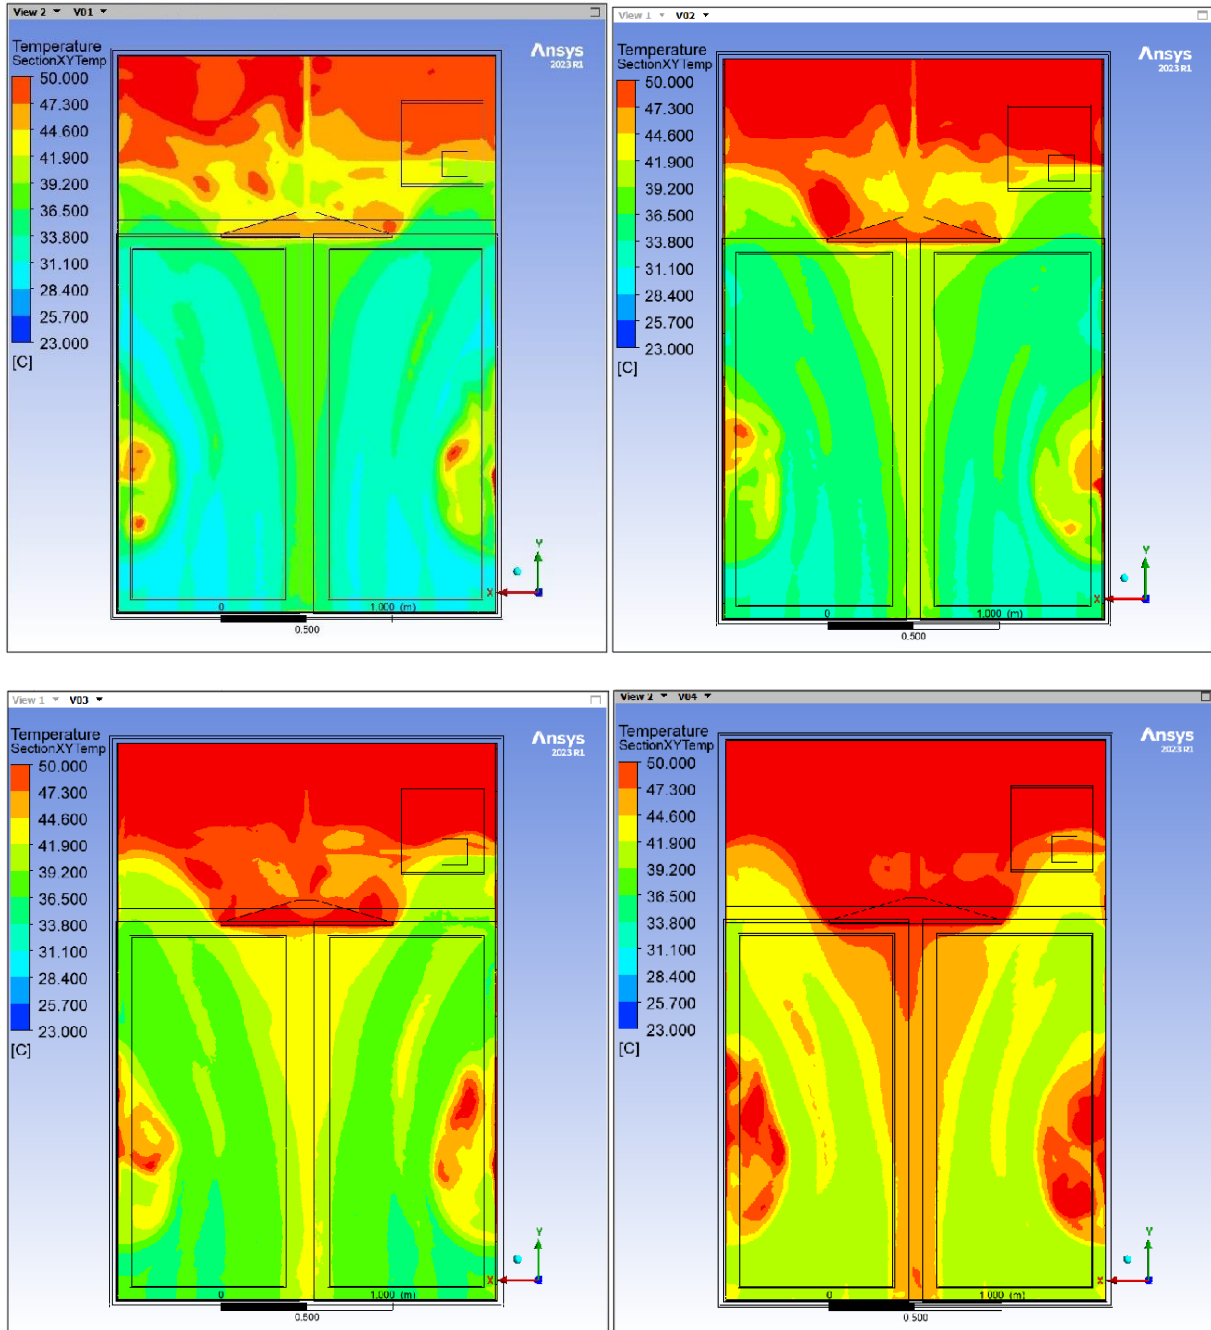 View 2 V01
Temperature
SectionXYTemp
50.000
47.300
44.600
41.900
39.200
36.500
33.800
31.100
28.400
25.700
23.000
[C]
Ansys
2023 R1
Y
X
0 1.000 (m)
0.500
View 1 V02
Temperature
SectionXYTemp
50.000
47.300
44.600
41.900
39.200
36.500
33.800
31.100
28.400
25.700
23.000
[C]
Ansys
2023 R1
Y
X
0 1.000 (m)
0.500
View 1 V03
Temperature
SectionXYTemp
50.000
47.300
44.600
41.900
39.200
36.500
33.800
31.100
28.400
25.700
23.000
[C]
Ansys
2023 R1
Y
X
0 1.000 (m)
0.500
View 2 V04
Temperature
SectionXYTemp
50.000
47.300
44.600
41.900
39.200
36.500
33.800
31.100
28.400
25.700
23.000
[C]
Ansys
2023 R1
Y
X
0 1.000 (m)
0.500